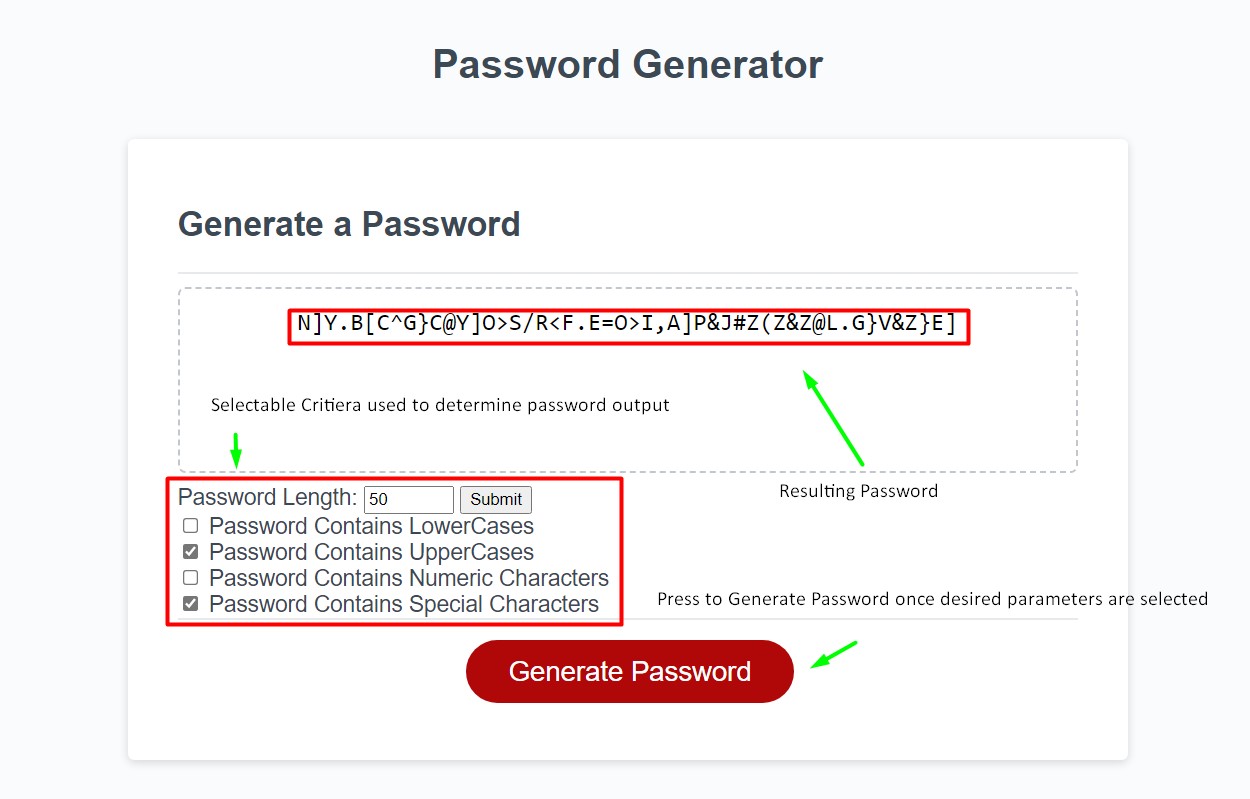 Password Generator
Generate a Password
N]Y.B[C^G}C@Y]O>S/R<F.E=O>I,A]P&J#Z(Z&Z@L.G}V&Z}E]
Selectable Critiera used to determine password output
Resulting Password
Password Length: 50 Submit
Password Contains LowerCases
Password Contains UpperCases
Password Contains Numeric Characters
Password Contains Special Characters
Press to Generate Password once desired parameters are selected
Generate Password